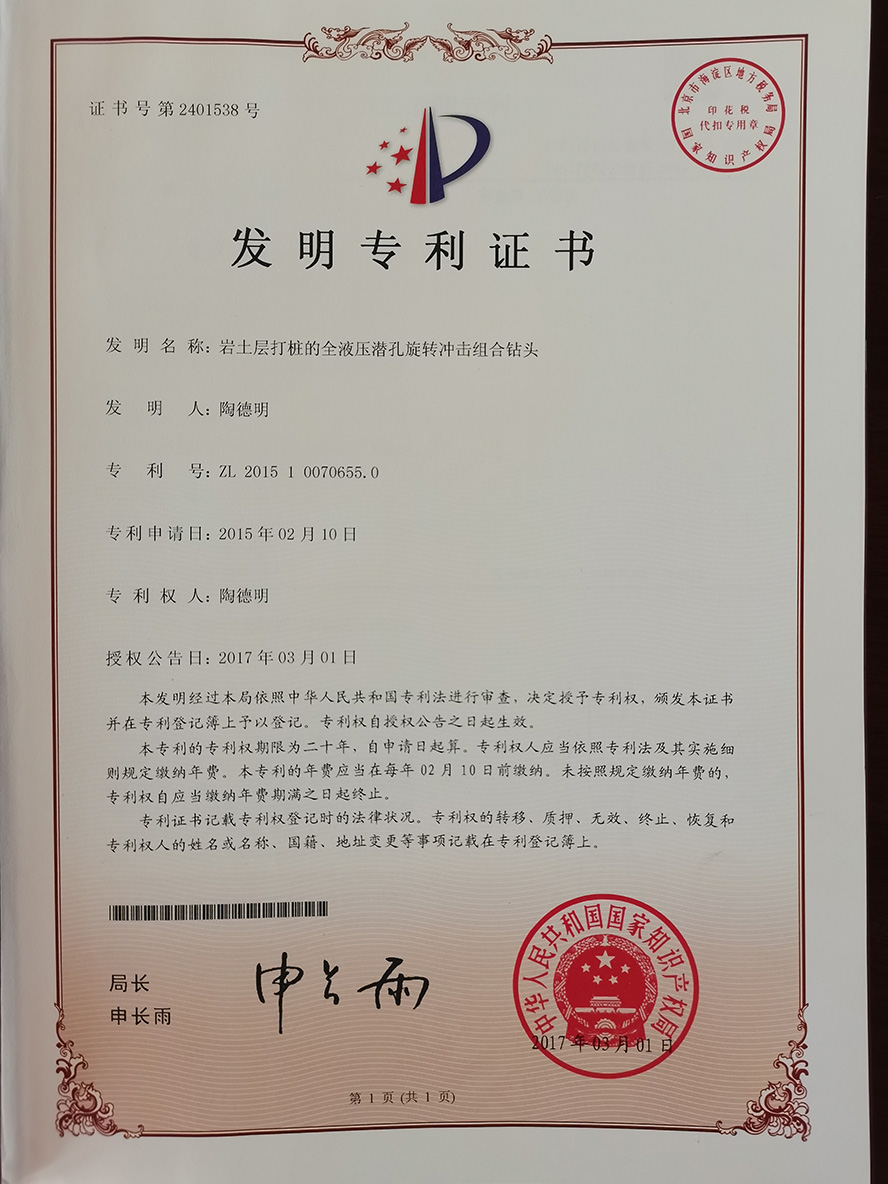 证书号第2401538号
北京市海淀区地方税务局
印花税
代扣专用章
国家知识产权局
发明专利证书
发明名称：岩土层打桩的全液压潜孔旋转冲击组合钻头
发明人：陶德明
专利号：ZL 2015 1 0070655.0
专利申请日：2015年02月10日
专利权人：陶德明
授权公告日：2017年03月01日
本发明经过本局依照中华人民共和国专利法进行审查，决定授予专利权，颁发本证书
并在专利登记簿上予以登记。专利权自授权公告之日起生效。
本专利的专利权期限为二十年，自申请日起算。专利权人应当依照专利法及其实施细
则规定缴纳年费。本专利的年费应当在每年02月10日前缴纳。未按照规定缴纳年费的，
专利权自应当缴纳年费期满之日起终止。
专利证书记载专利权登记时的法律状况。专利权的转移、质押、无效、终止、恢复和
专利权人的姓名或名称、国籍、地址变更等事项记载在专利登记簿上。
局长
申长雨
申长雨
中华人民共和国国家知识产权局
2017年03月01日
第1页(共1页)